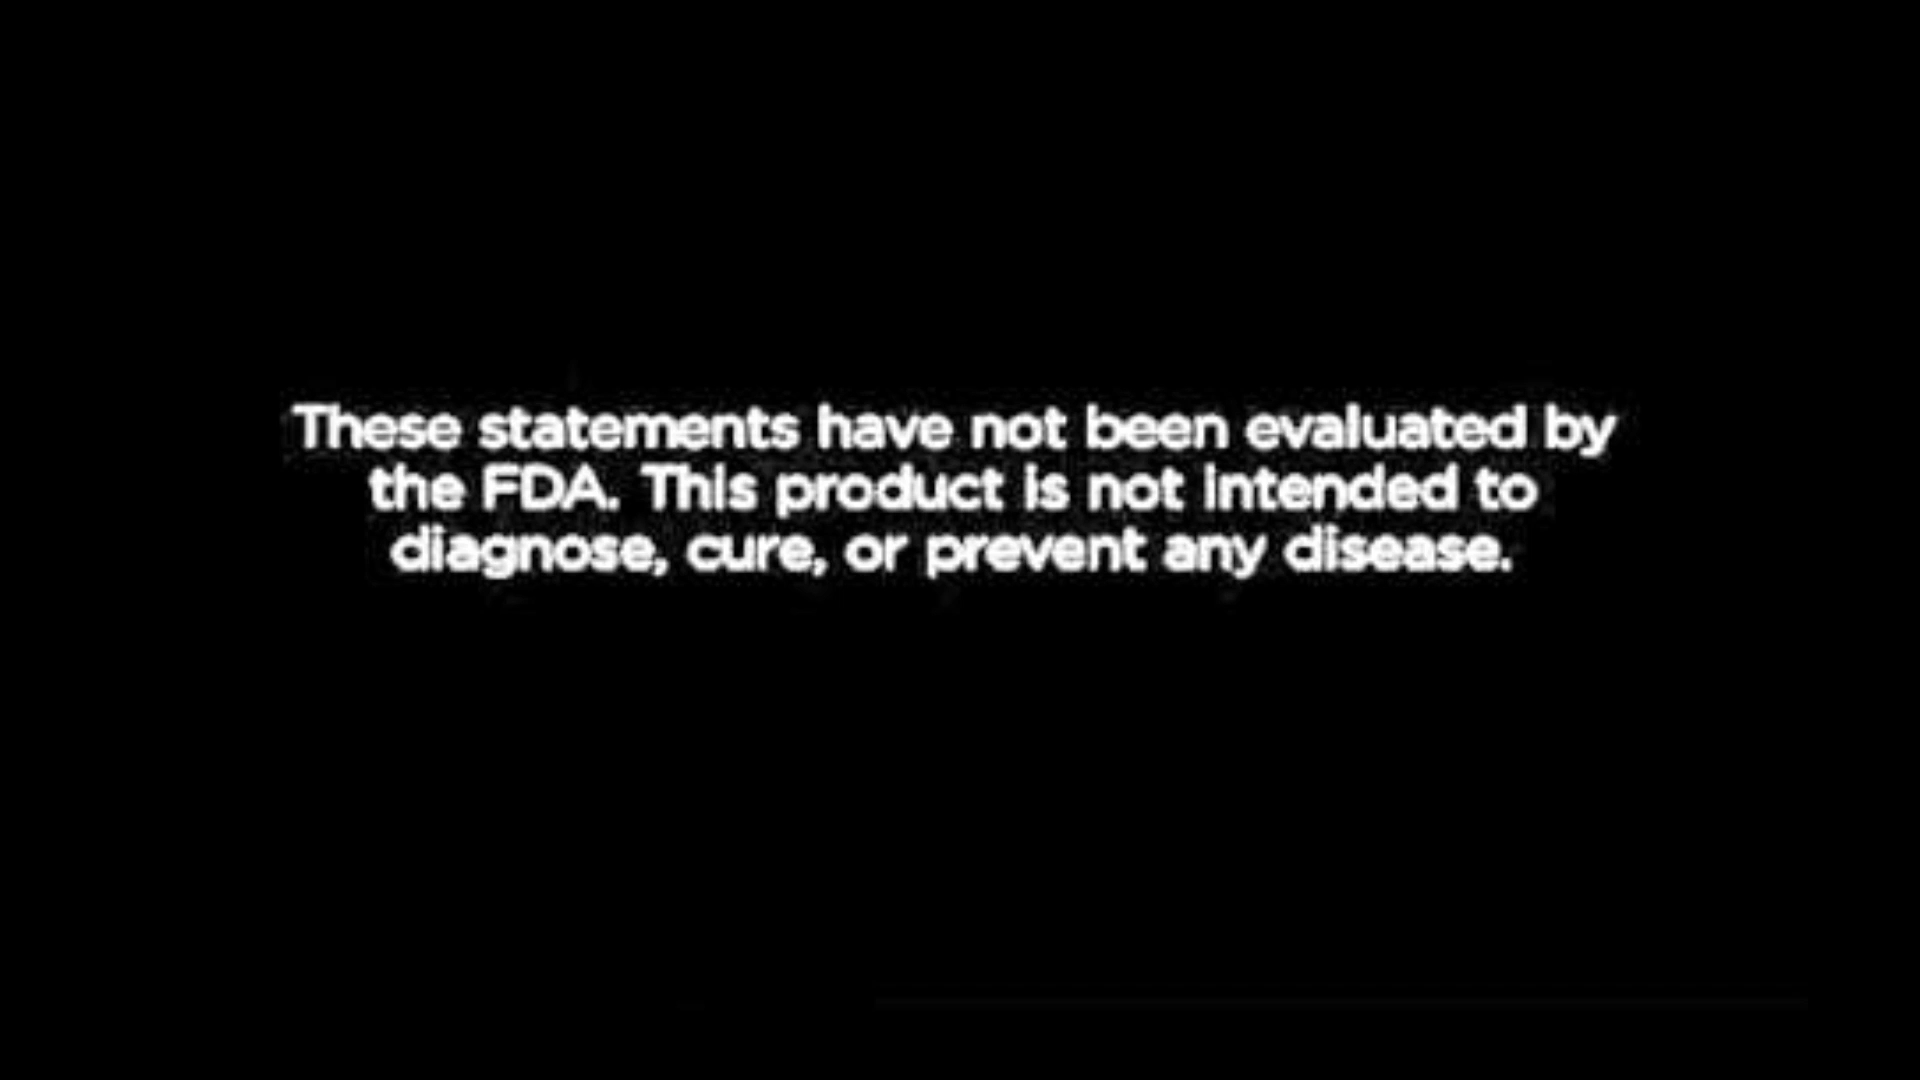 These statements have not been evaluated by
the FDA. This product is not intended to
diagnose, cure, or prevent any disease.